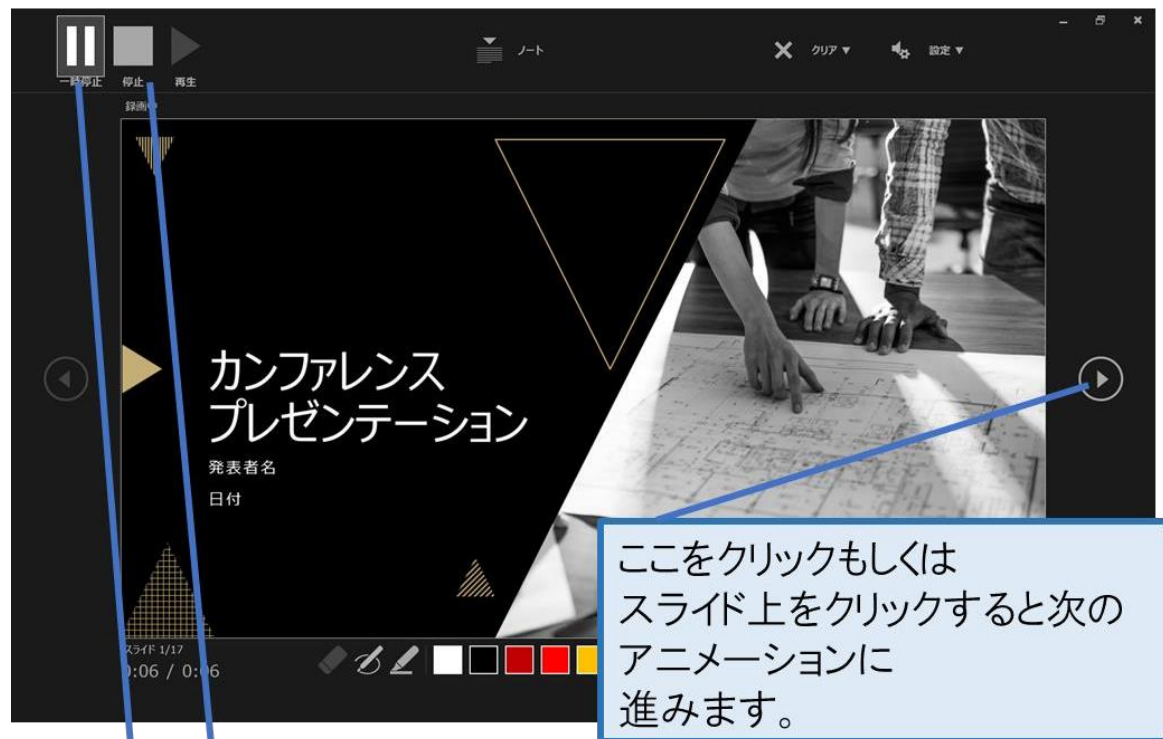 一時停止 停止 再生
ノート
クリア ▼
設定 ▼
録画中
カンファレンス
プレゼンテーション
発表者名
日付
スライド 1/17
0:06 / 0:06
ここをクリックもしくは
スライド上をクリックすると次の
アニメーションに
進みます。